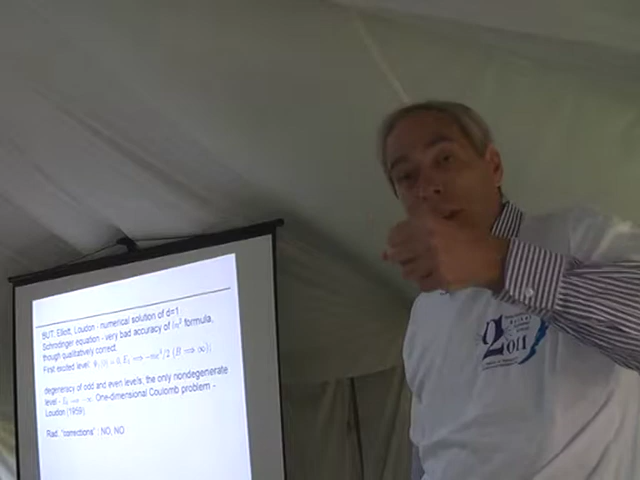 BUT: Elliott, Loudon - numerical solution of d=1
Schrödinger equation - very bad accuracy of ln² formula,
though qualitatively correct.
First excited level: Ψ₁(0) = 0, E₁ ⟹ −me⁴/2 (B ⟹ ∞);
degeneracy of odd and even levels, the only nondegenerate
level - E₀ → −∞. One-dimensional Coulomb problem -
Loudon (1959)
Rad. "corrections" : NO, NO
2011